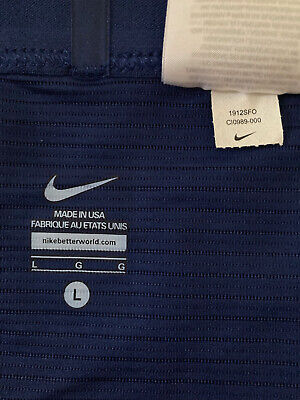 1912SFO
CI0989-000
MADE IN USA
FABRIQUE AU ETATS UNIS
nikebetterworld.com
L G G
L